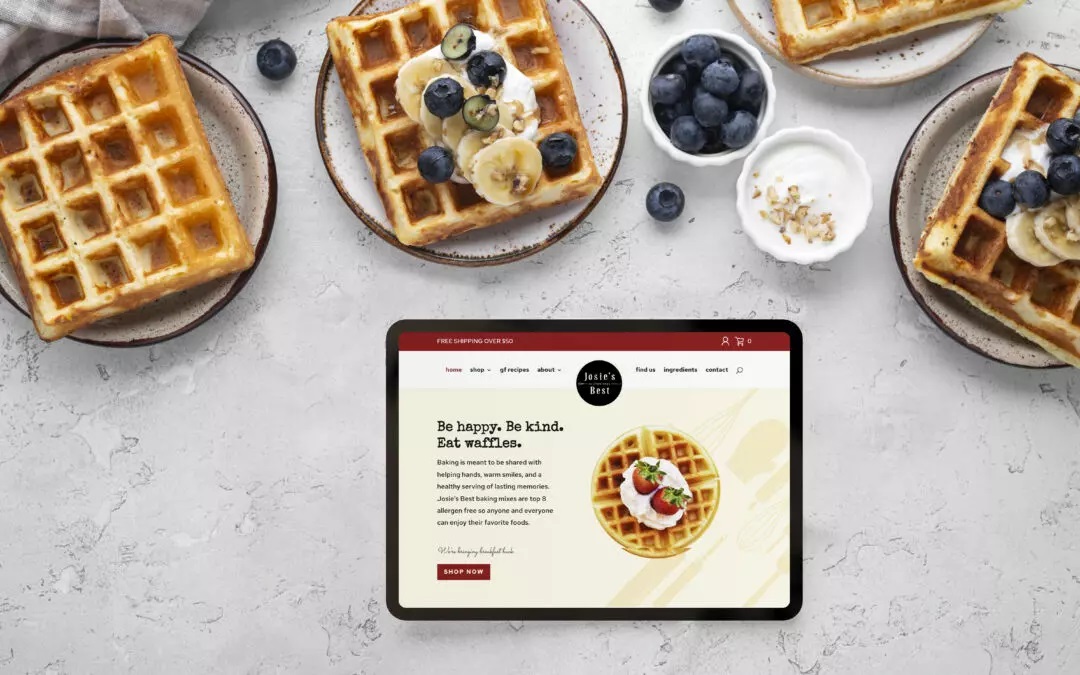 FREE SHIPPING OVER $50
0
home shop gf recipes about
Josie's
Best
find us ingredients contact
Be happy. Be kind.
Eat waffles.
Baking is meant to be shared with
helping hands, warm smiles, and a
healthy serving of lasting memories.
Josie's Best baking mixes are top 8
allergen free so anyone and everyone
can enjoy their favorite foods.
We're bringing breakfast back.
SHOP NOW